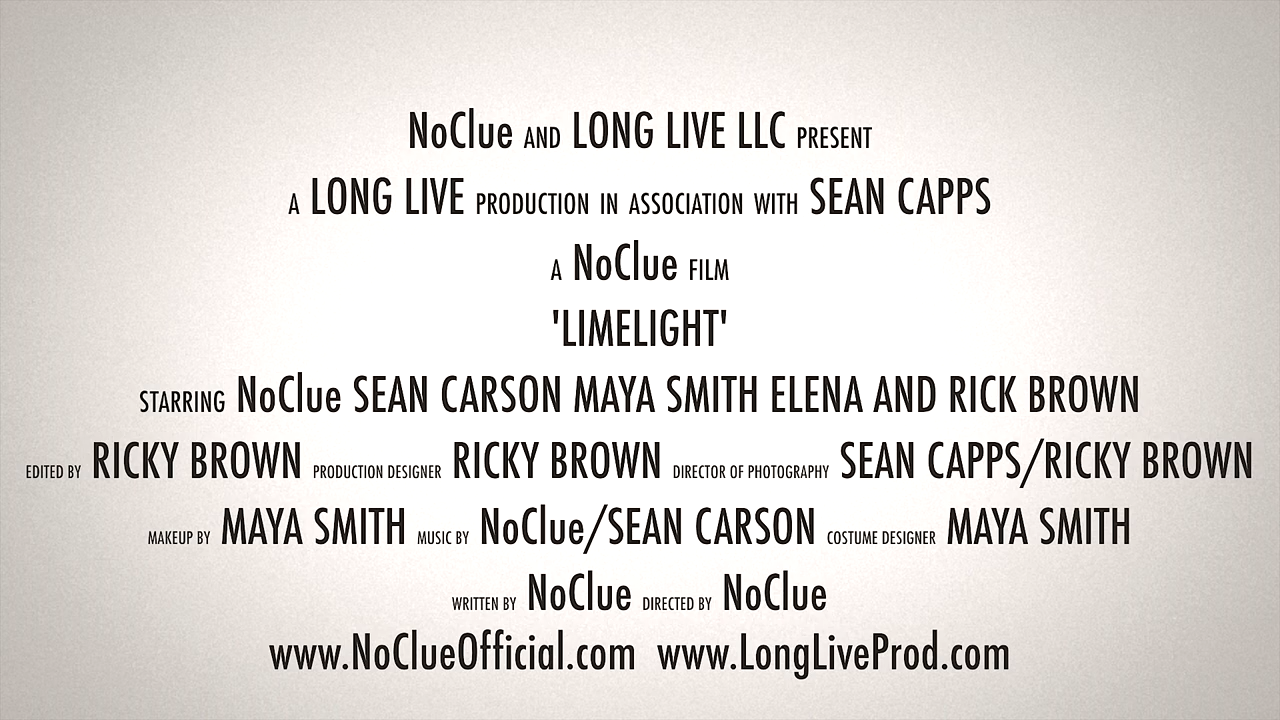 NoClue AND LONG LIVE LLC PRESENT
A LONG LIVE PRODUCTION IN ASSOCIATION WITH SEAN CAPPS
A NoClue FILM
'LIMELIGHT'
STARRING NoClue SEAN CARSON MAYA SMITH ELENA AND RICK BROWN
EDITED BY RICKY BROWN PRODUCTION DESIGNER RICKY BROWN DIRECTOR OF PHOTOGRAPHY SEAN CAPPS/RICKY BROWN
MAKEUP BY MAYA SMITH MUSIC BY NoClue/SEAN CARSON COSTUME DESIGNER MAYA SMITH
WRITTEN BY NoClue DIRECTED BY NoClue
www.NoClueOfficial.com www.LongLiveProd.com